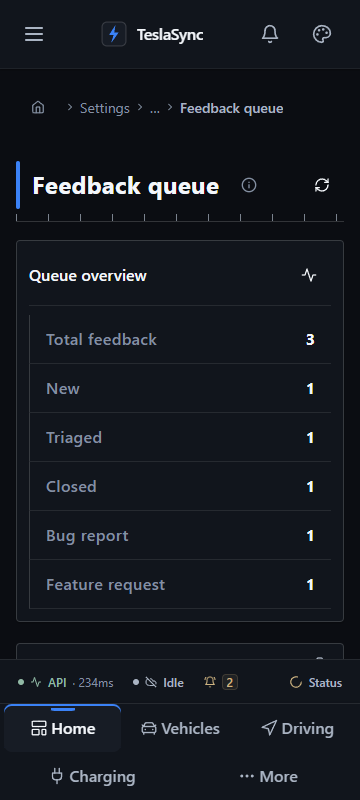 TeslaSync
Settings ... Feedback queue
Feedback queue
Queue overview
Total feedback 3
New 1
Triaged 1
Closed 1
Bug report 1
Feature request 1
API · 234ms Idle 2 Status
Home Vehicles Driving
Charging More